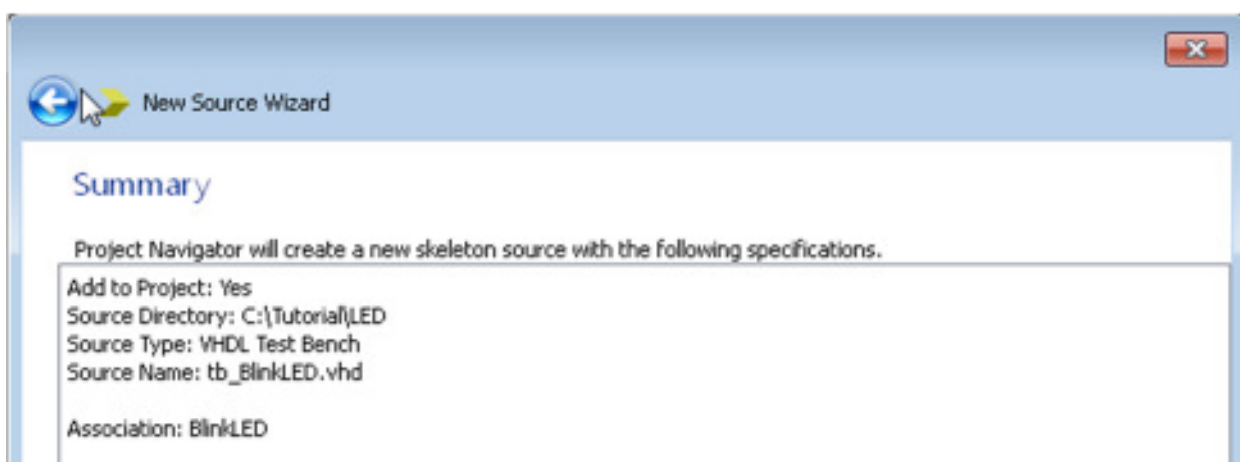 New Source Wizard
Summary
Project Navigator will create a new skeleton source with the following specifications.
Add to Project: Yes
Source Directory: C:\Tutorial\LED
Source Type: VHDL Test Bench
Source Name: tb_BlinkLED.vhd
Association: BlinkLED